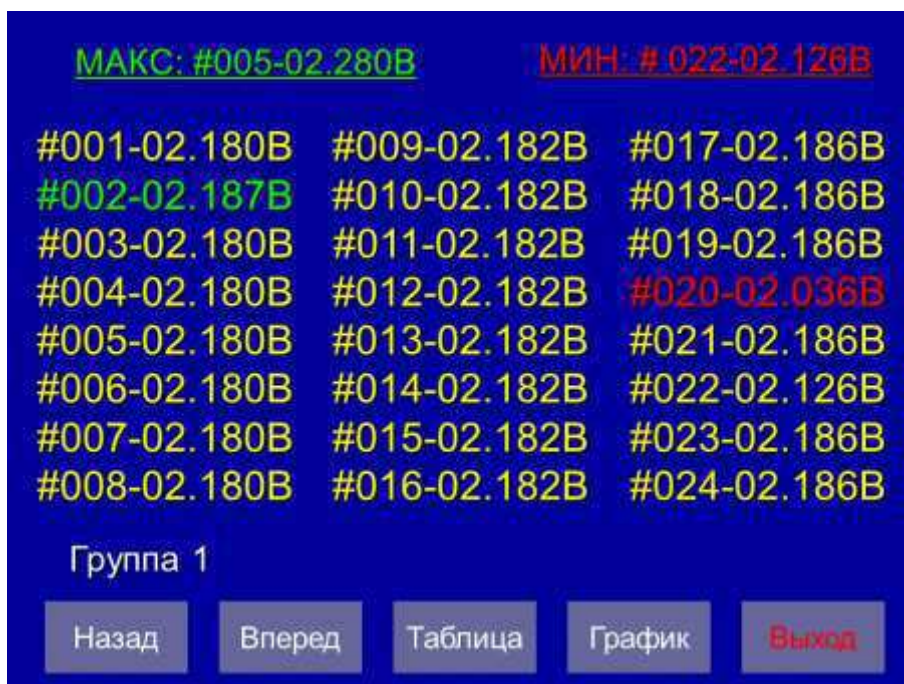 МАКС: #005-02.280В МИН: # 022-02.126В
#001-02.180В #009-02.182В #017-02.186В
#002-02.187В #010-02.182В #018-02.186В
#003-02.180В #011-02.182В #019-02.186В
#004-02.180В #012-02.182В #020-02.036В
#005-02.180В #013-02.182В #021-02.186В
#006-02.180В #014-02.182В #022-02.126В
#007-02.180В #015-02.182В #023-02.186В
#008-02.180В #016-02.182В #024-02.186В
Группа 1
Назад Вперед Таблица График Выход